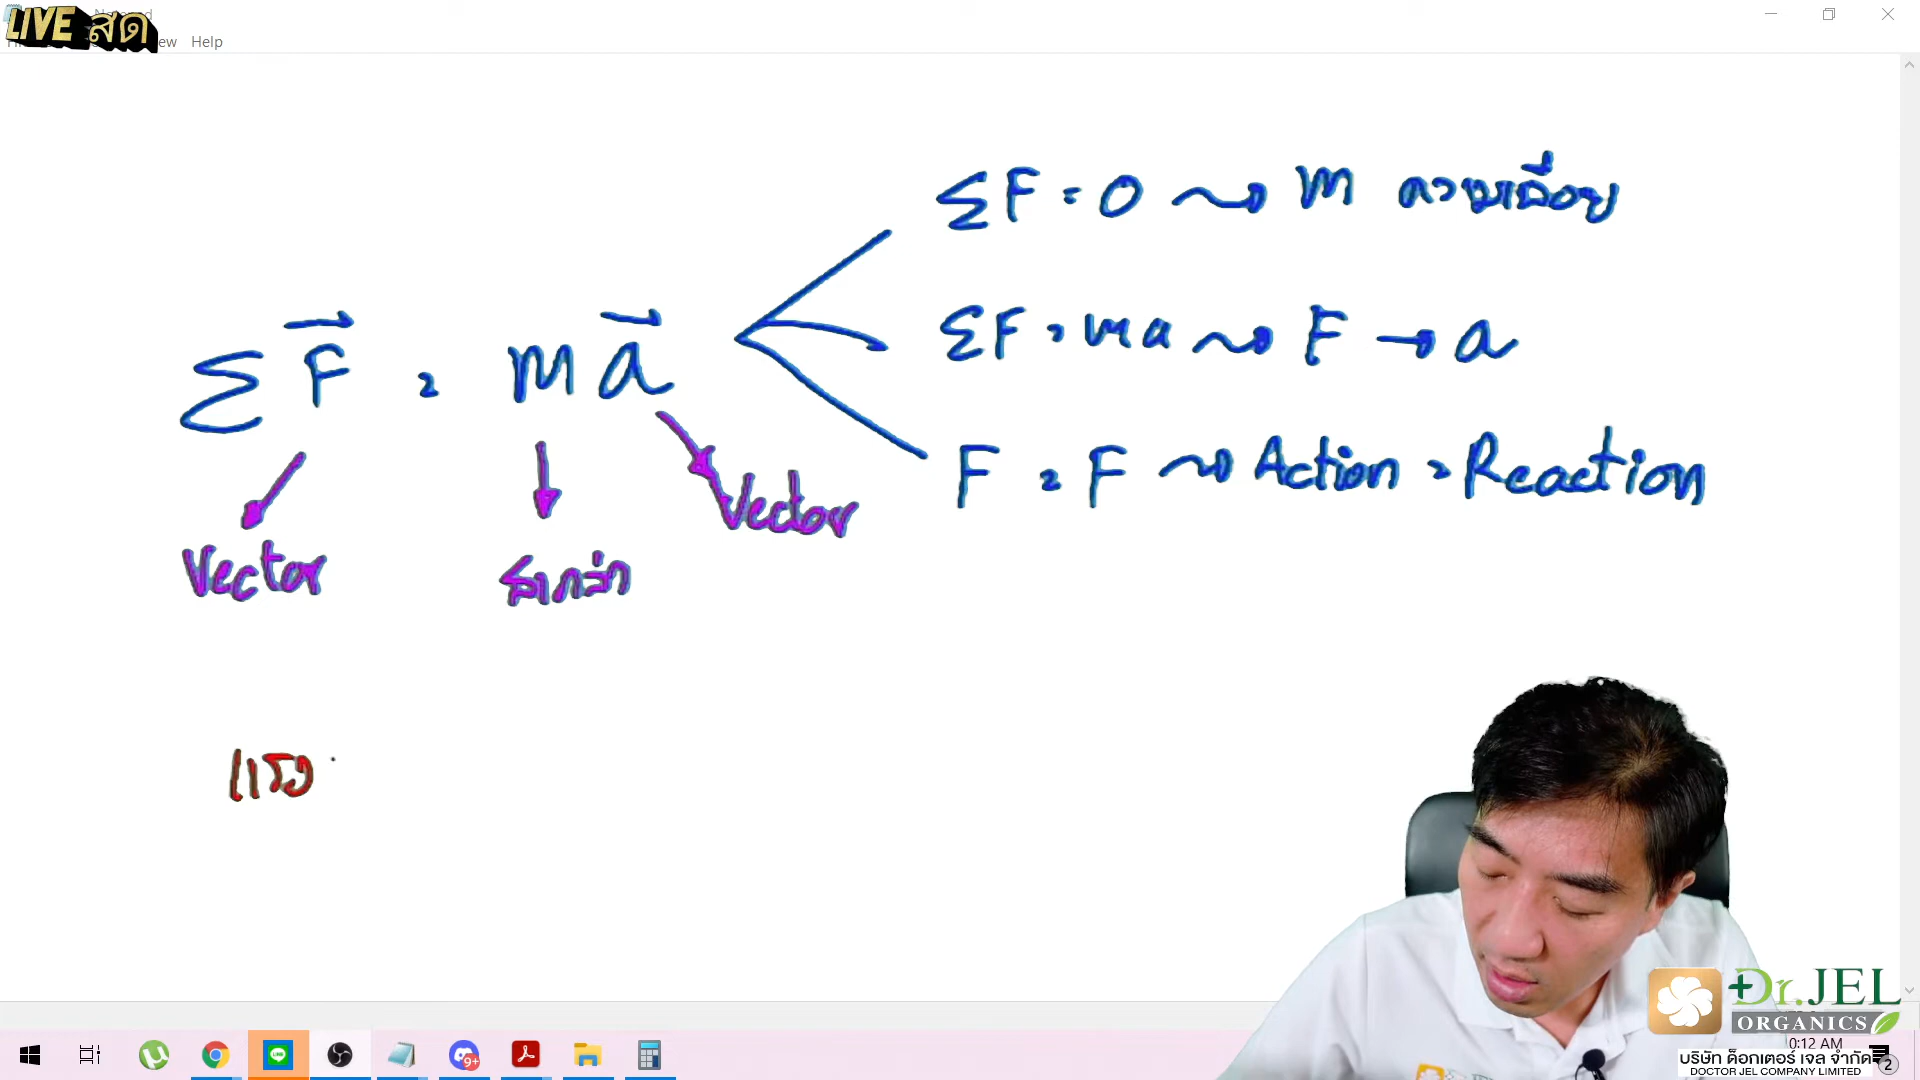 LIVE สด
Help
ΣF = 0 → m ความเฉื่อย
ΣF = ma → F → a
ΣF = ma
F = F → Action = Reaction
Vector
Vector
สเกล่า
แรง
Dr.JEL
ORGANICS
0:12 AM
บริษัท ด็อกเตอร์ เจล จำกัด
DOCTOR JEL COMPANY LIMITED
9+
2